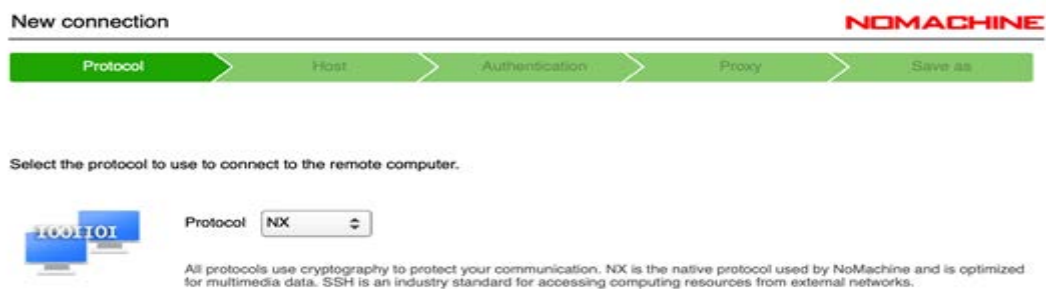 New connection
NOMACHINE
Protocol
Host
Authentication
Proxy
Save as
Select the protocol to use to connect to the remote computer.
1001101
Protocol NX
All protocols use cryptography to protect your communication. NX is the native protocol used by NoMachine and is optimized
for multimedia data. SSH is an industry standard for accessing computing resources from external networks.